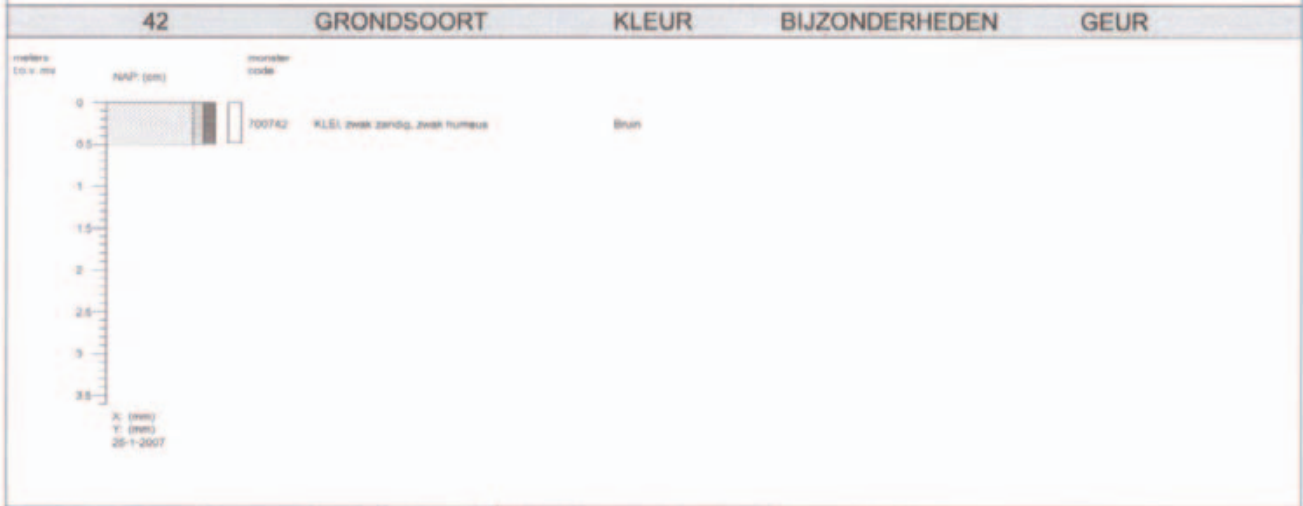 42 GRONDSOORT KLEUR BIJZONDERHEDEN GEUR
meters monster
t.o.v. mv NAP: (cm) code
0
700742 KLEI, zwak zandig, zwak humeus Bruin
0.5
1
1.5
2
2.5
3
3.5
X: (mm)
Y: (mm)
25-1-2007